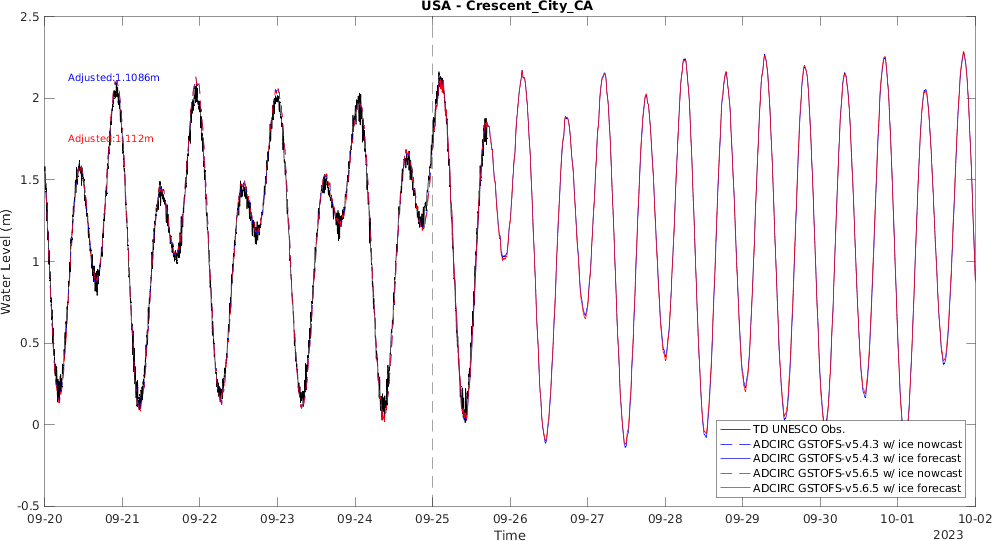 USA - Crescent_City_CA
2.5
2
1.5
1
0.5
0
-0.5
Water Level (m)
Adjusted:1.1086m
Adjusted:1.112m
TD UNESCO Obs.
ADCIRC GSTOFS-v5.4.3 w/ ice nowcast
ADCIRC GSTOFS-v5.4.3 w/ ice forecast
ADCIRC GSTOFS-v5.6.5 w/ ice nowcast
ADCIRC GSTOFS-v5.6.5 w/ ice forecast
09-20 09-21 09-22 09-23 09-24 09-25 09-26 09-27 09-28 09-29 09-30 10-01 10-02
Time
2023